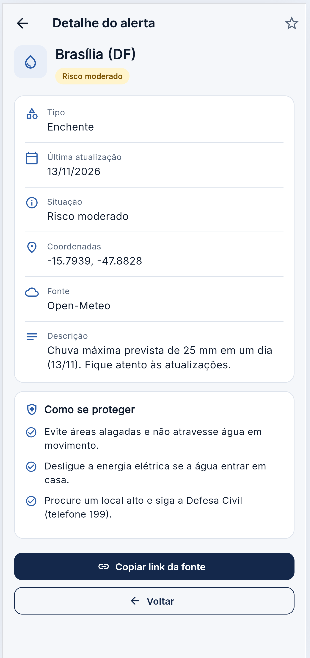 Detalhe do alerta
Brasília (DF)
Risco moderado
Tipo
Enchente
Última atualização
13/11/2026
Situação
Risco moderado
Coordenadas
-15.7939, -47.8828
Fonte
Open-Meteo
Descrição
Chuva máxima prevista de 25 mm em um dia
(13/11). Fique atento às atualizações.
Como se proteger
Evite áreas alagadas e não atravesse água em
movimento.
Desligue a energia elétrica se a água entrar em
casa.
Procure um local alto e siga a Defesa Civil
(telefone 199).
Copiar link da fonte
Voltar